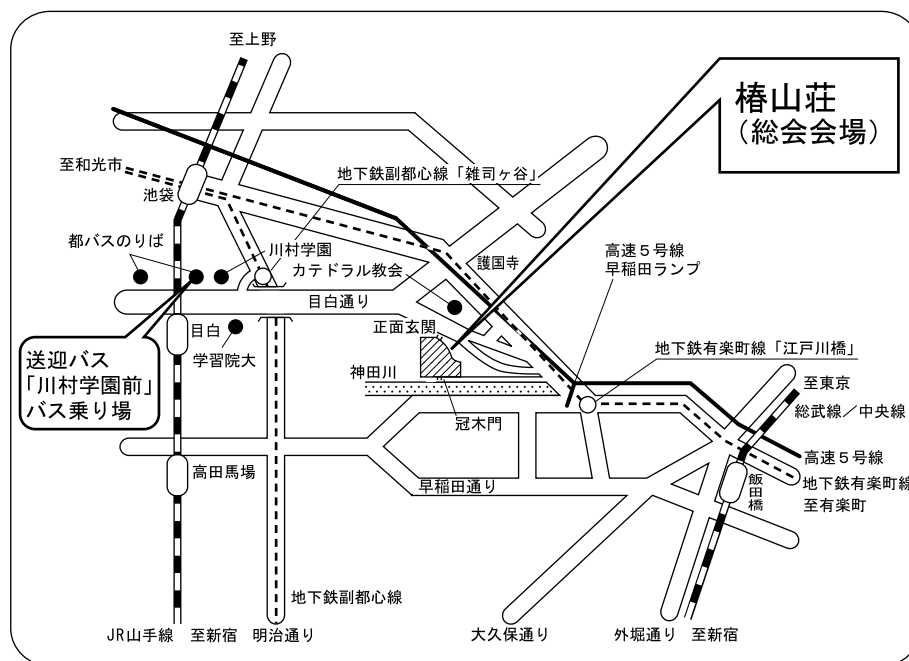 至上野
椿山荘
(総会会場)
至和光市
池袋
地下鉄副都心線「雑司ヶ谷」
都バスのりば
川村学園
カテドラル教会
護国寺
高速5号線
早稲田ランプ
目白通り
正面玄関
目白
学習院大
送迎バス
「川村学園前」
バス乗り場
神田川
地下鉄有楽町線「江戸川橋」
至東京
総武線/中央線
冠木門
高田馬場
早稲田通り
飯田橋
高速5号線
地下鉄有楽町線
至有楽町
地下鉄副都心線
JR山手線
至新宿
明治通り
大久保通り
外堀通り
至新宿